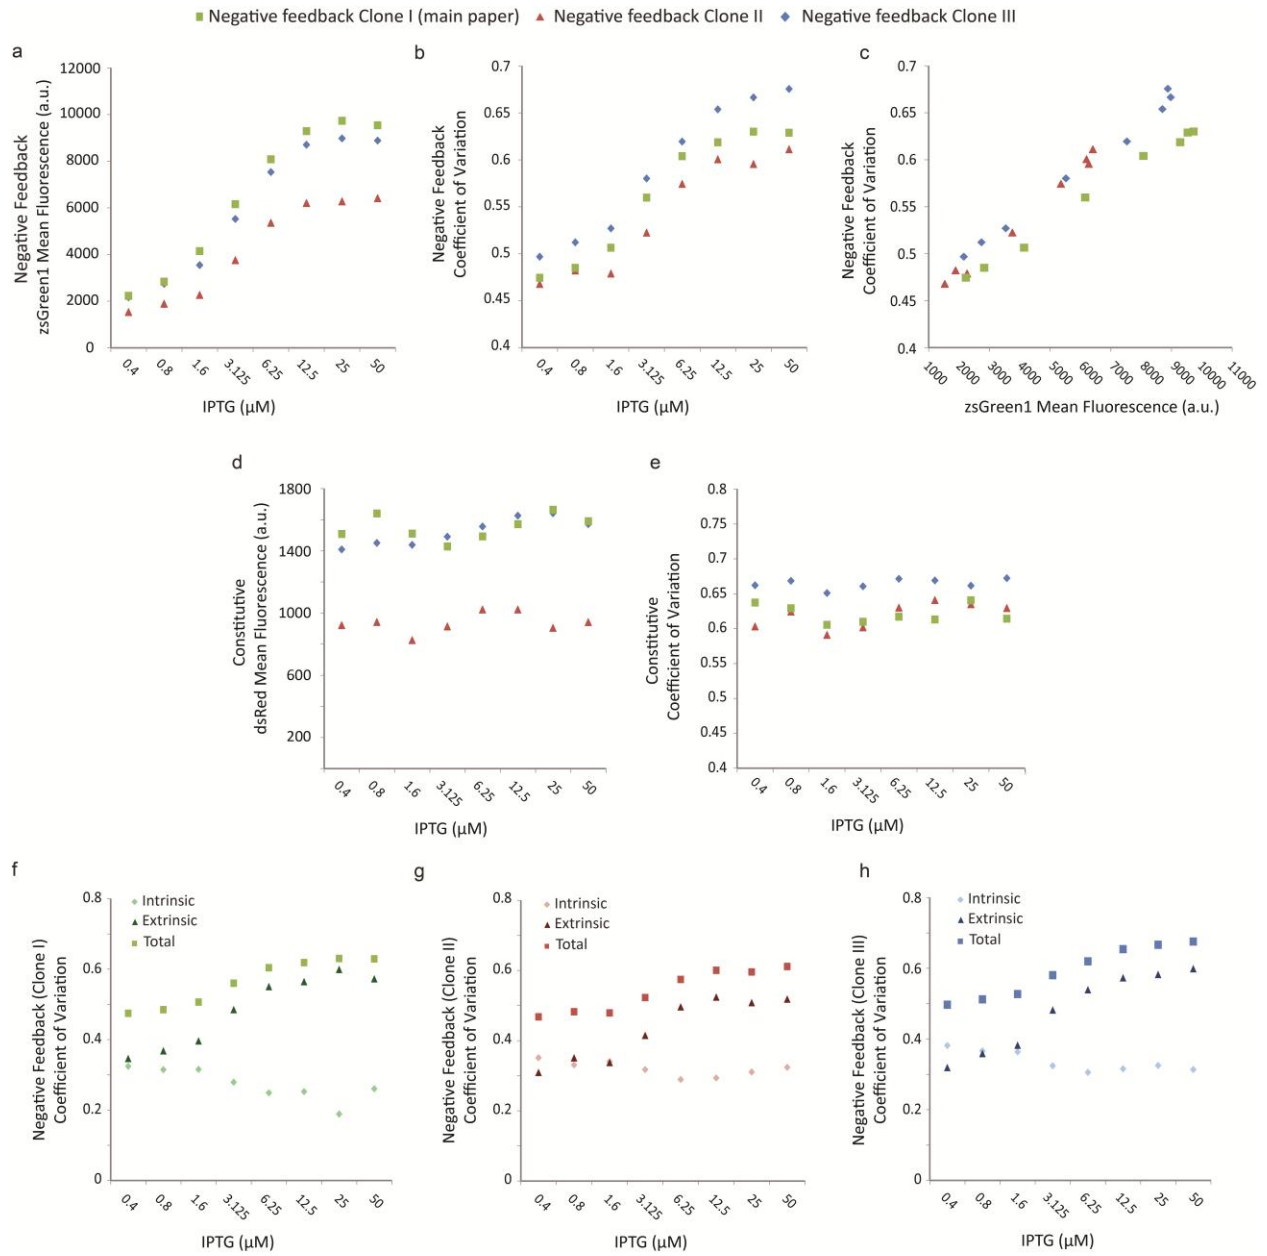 Negative feedback Clone I (main paper) Negative feedback Clone II Negative feedback Clone III
a
Negative Feedback
zsGreen1 Mean Fluorescence (a.u.)
12000
10000
8000
6000
4000
2000
0
0.4 0.8 1.6 3.125 6.25 12.5 25 50
IPTG (μM)
b
Negative Feedback
Coefficient of Variation
0.7
0.65
0.6
0.55
0.5
0.45
0.4
0.4 0.8 1.6 3.125 6.25 12.5 25 50
IPTG (μM)
c
Negative Feedback
Coefficient of Variation
0.7
0.65
0.6
0.55
0.5
0.45
0.4
1000 2000 3000 4000 5000 6000 7000 8000 9000 10000 11000
zsGreen1 Mean Fluorescence (a.u.)
d
Constitutive
dsRed Mean Fluorescence (a.u.)
1800
1400
1000
600
200
0.4 0.8 1.6 3.125 6.25 12.5 25 50
IPTG (μM)
e
Constitutive
Coefficient of Variation
0.8
0.75
0.7
0.65
0.6
0.55
0.5
0.45
0.4
0.4 0.8 1.6 3.125 6.25 12.5 25 50
IPTG (μM)
f
Negative Feedback (Clone I)
Coefficient of Variation
0.8
0.6
0.4
0.2
0
Intrinsic
Extrinsic
Total
0.4 0.8 1.6 3.125 6.25 12.5 25 50
IPTG (μM)
g
Negative Feedback (Clone II)
Coefficient of Variation
0.8
0.6
0.4
0.2
0
Intrinsic
Extrinsic
Total
0.4 0.8 1.6 3.125 6.25 12.5 25 50
IPTG (μM)
h
Negative Feedback (Clone III)
Coefficient of Variation
0.8
0.6
0.4
0.2
0
Intrinsic
Extrinsic
Total
0.4 0.8 1.6 3.125 6.25 12.5 25 50
IPTG (μM)